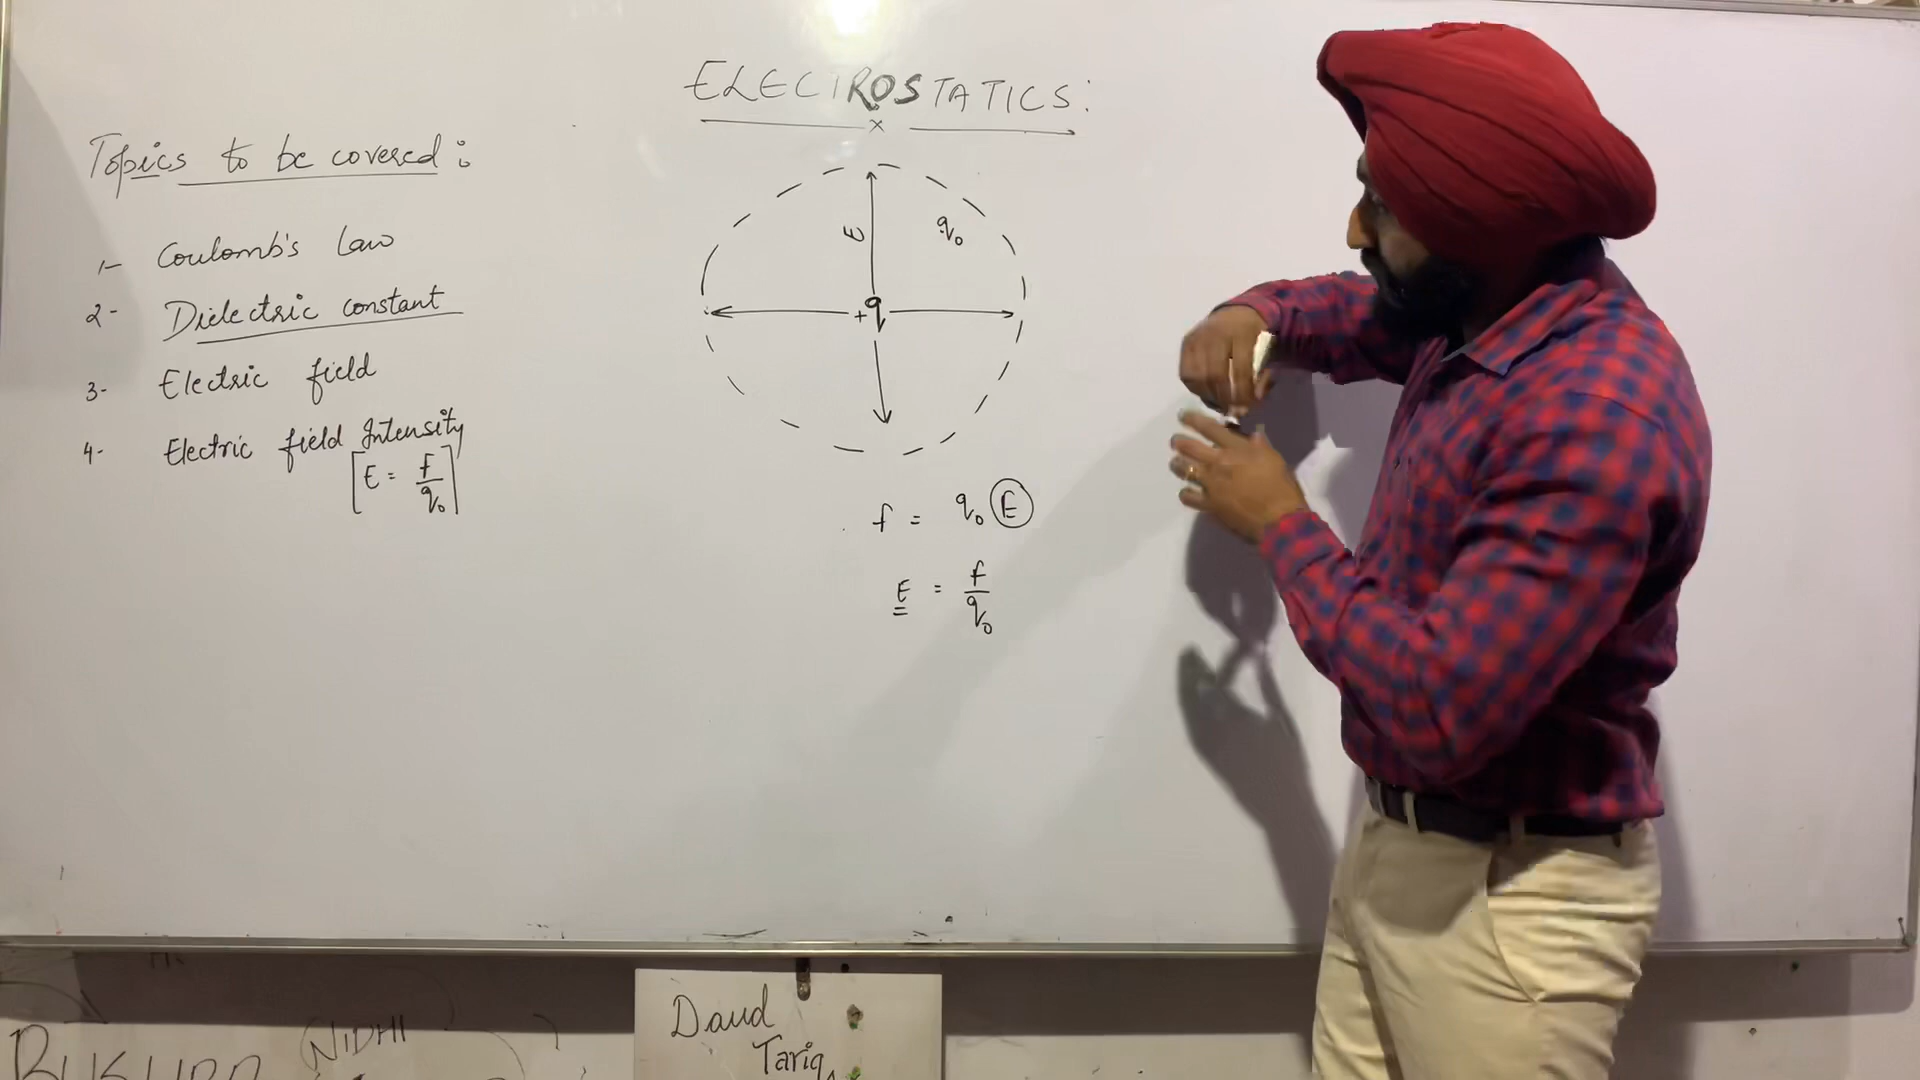 ELECTROSTATICS:
Topics to be covered:
1- Coulomb's law
2- Dielectric constant
3- Electric field
4- Electric field Intensity
[E = f/q₀]
E
q₀
+q
f = q₀ E
E = f/q₀
NIDHI
Daud
Tariq